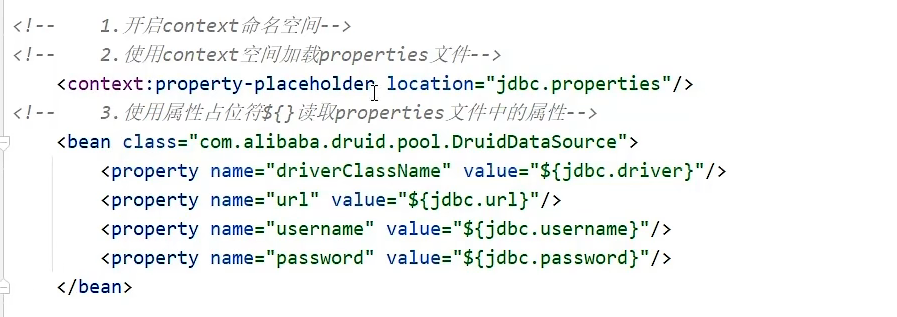 <!--    1.开启context命名空间-->
<!--    2.使用context空间加载properties文件-->
    <context:property-placeholder location="jdbc.properties"/>
<!--    3.使用属性占位符${}读取properties文件中的属性-->
    <bean class="com.alibaba.druid.pool.DruidDataSource">
        <property name="driverClassName" value="${jdbc.driver}"/>
        <property name="url" value="${jdbc.url}"/>
        <property name="username" value="${jdbc.username}"/>
        <property name="password" value="${jdbc.password}"/>
    </bean>